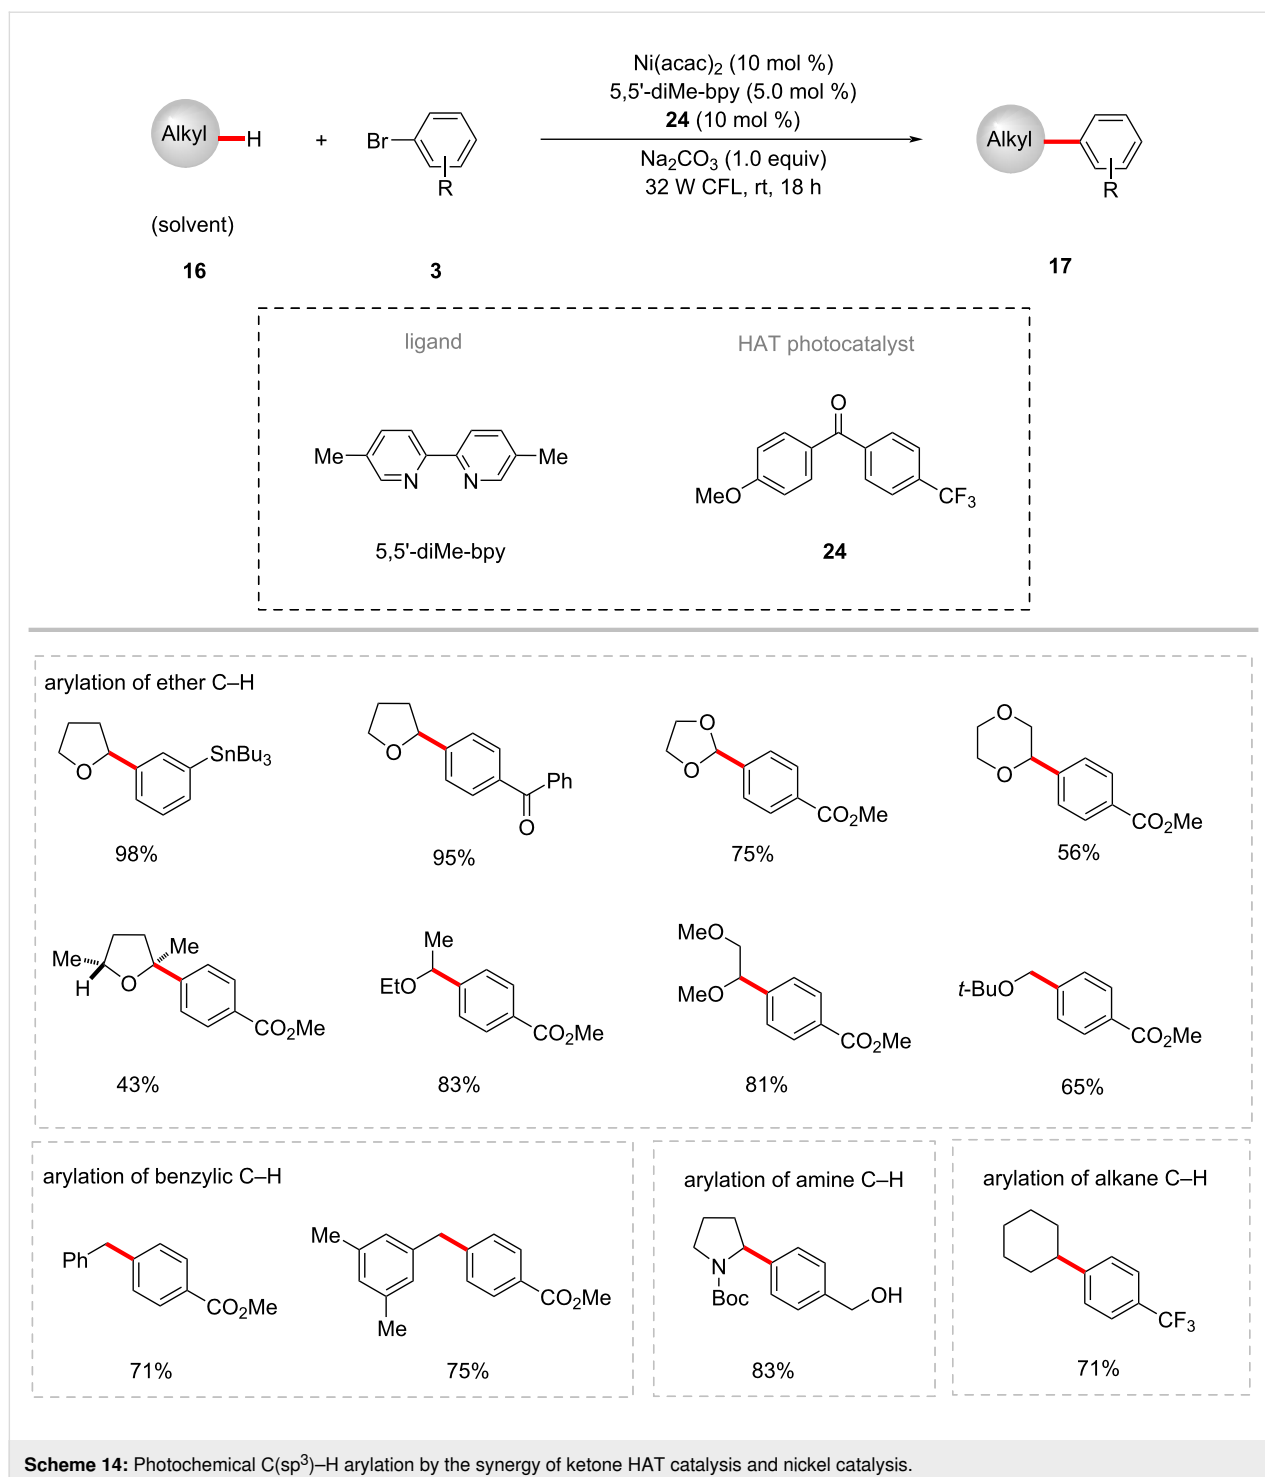 Ni(acac)2 (10 mol %)
5,5'-diMe-bpy (5.0 mol %)
24 (10 mol %)
Alkyl H + Br R
Na2CO3 (1.0 equiv)
32 W CFL, rt, 18 h
Alkyl R
(solvent)
16 3 17
ligand HAT photocatalyst
Me N N Me
O MeO CF3
5,5'-diMe-bpy 24
arylation of ether C–H
O SnBu3
O Ph O
O O CO2Me
O O CO2Me
98% 95% 75% 56%
Me H O Me CO2Me
Me EtO CO2Me
MeO MeO CO2Me
t-BuO CO2Me
43% 83% 81% 65%
arylation of benzylic C–H
Ph CO2Me
Me Me CO2Me
71% 75%
arylation of amine C–H
N Boc OH
83%
arylation of alkane C–H
CF3
71%
Scheme 14: Photochemical C(sp3)–H arylation by the synergy of ketone HAT catalysis and nickel catalysis.